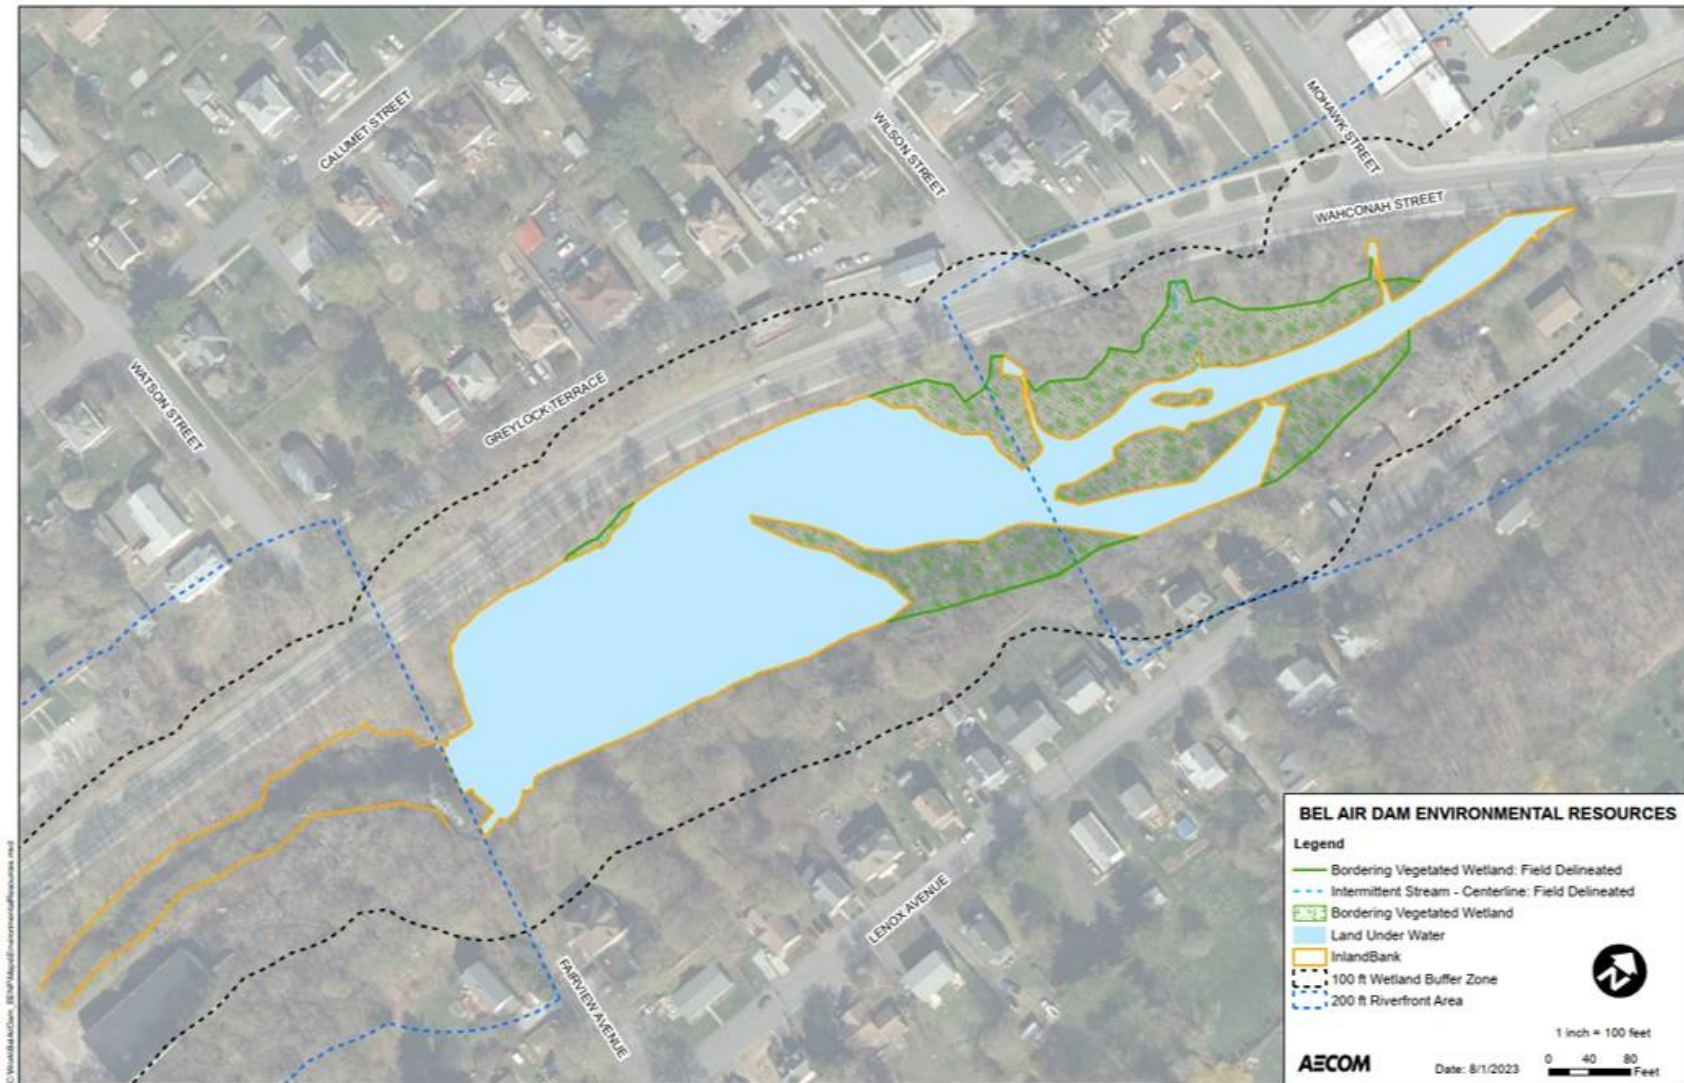 MOHAWK STREET
CALUMET STREET
WILSON STREET
WAHCONAH STREET
WATSON STREET
GREYLOCK TERRACE
LENOX AVENUE
FAIRVIEW AVENUE
BEL AIR DAM ENVIRONMENTAL RESOURCES
Legend
Bordering Vegetated Wetland: Field Delineated
Intermittent Stream - Centerline: Field Delineated
Bordering Vegetated Wetland
Land Under Water
InlandBank
100 ft Wetland Buffer Zone
200 ft Riverfront Area
N
1 inch = 100 feet
0 40 80
Feet
AECOM
Date: 8/1/2023